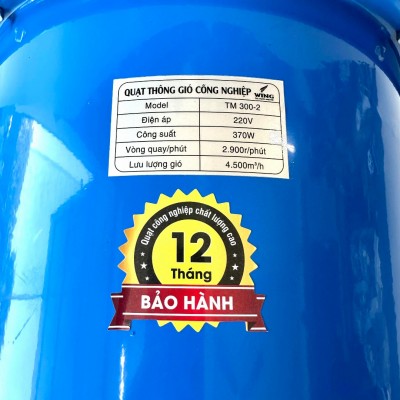 QUẠT THÔNG GIÓ CÔNG NGHIỆP WING
Model TM 300-2
Điện áp 220V
Công suất 370W
Vòng quay/phút 2.900r/phút
Lưu lượng gió 4.500m³/h
Quạt công nghiệp chất lượng cao
12
Tháng
BẢO HÀNH